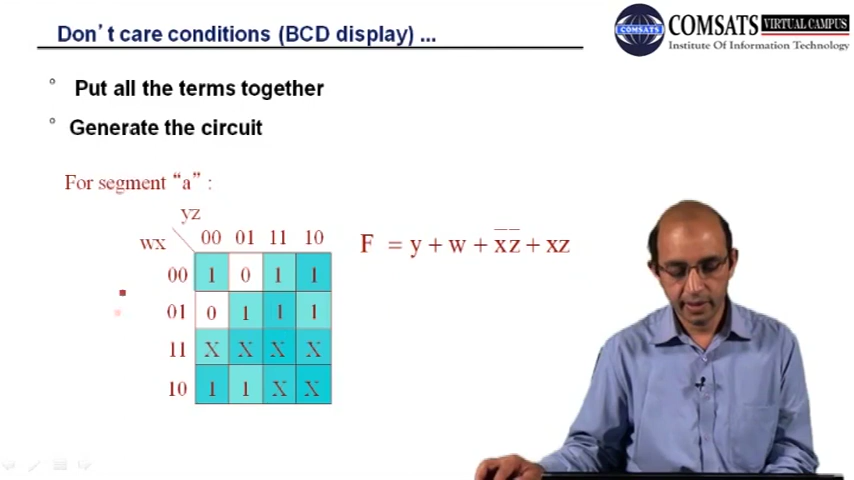 Don't care conditions (BCD display) ...
COMSATS
COMSATS VIRTUAL CAMPUS
Institute Of Information Technology
° Put all the terms together
° Generate the circuit
For segment “a” :
yz
wx
00 01 11 10
00 1 0 1 1
01 0 1 1 1
11 X X X X
10 1 1 X X
F = y + w + x̅ z̅ + xz